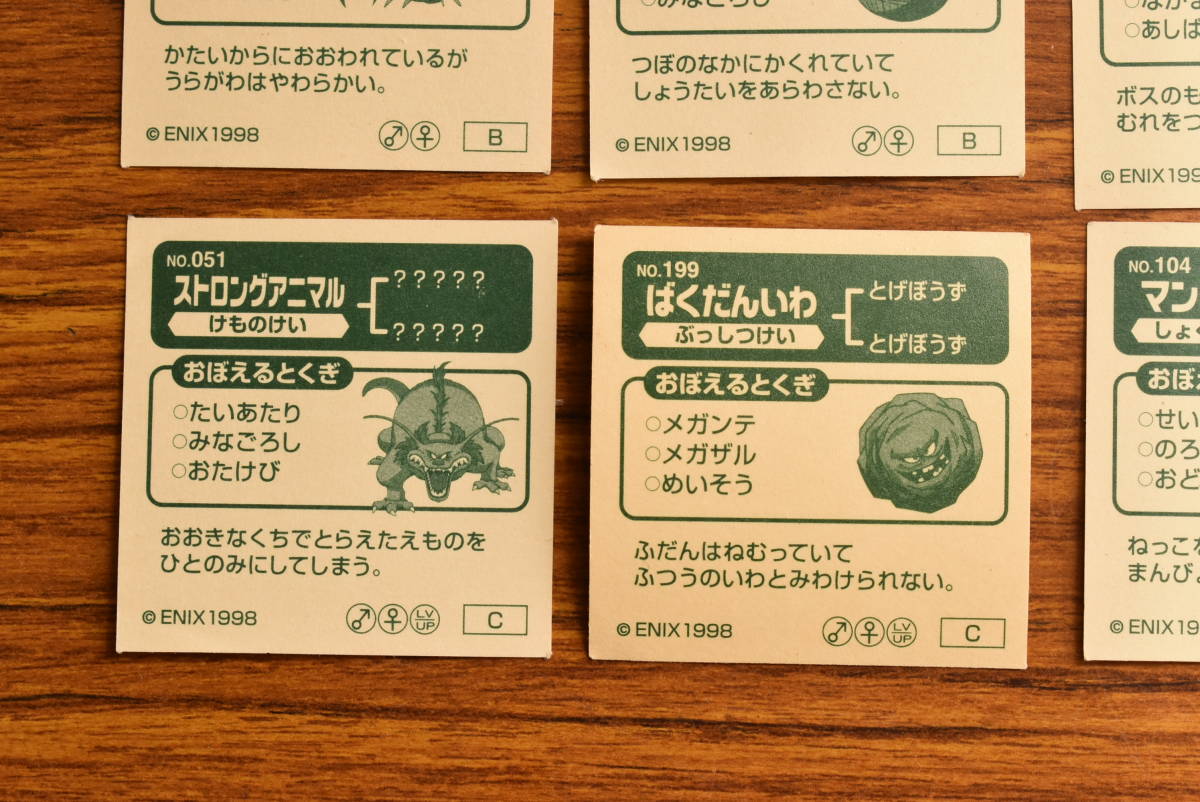 かたいからにおおわれているが
うらがわはやわらかい。
© ENIX1998
♂♀
B
つぼのなかにかくれていて
しょうたいをあらわさない。
© ENIX1998
♂♀
B
○あしは
ボスのも
むれをつ
© ENIX199
NO.051
ストロングアニマル
けものけい
?????
?????
おぼえるとくぎ
○たいあたり
○みなごろし
○おたけび
おおきなくちでとらえたえものを
ひとのみにしてしまう。
© ENIX1998
♂♀ LV UP
C
NO.199
ばくだんいわ
ぶっしつけい
とげぼうず
とげぼうず
おぼえるとくぎ
○メガンテ
○メガザル
○めいそう
ふだんはねむっていて
ふつうのいわとみわけられない。
© ENIX1998
♂♀ LV UP
C
NO.104
マン
しょ
おぼ
○せい
○のろ
○おど
ねっこ
まんび
© ENIX19